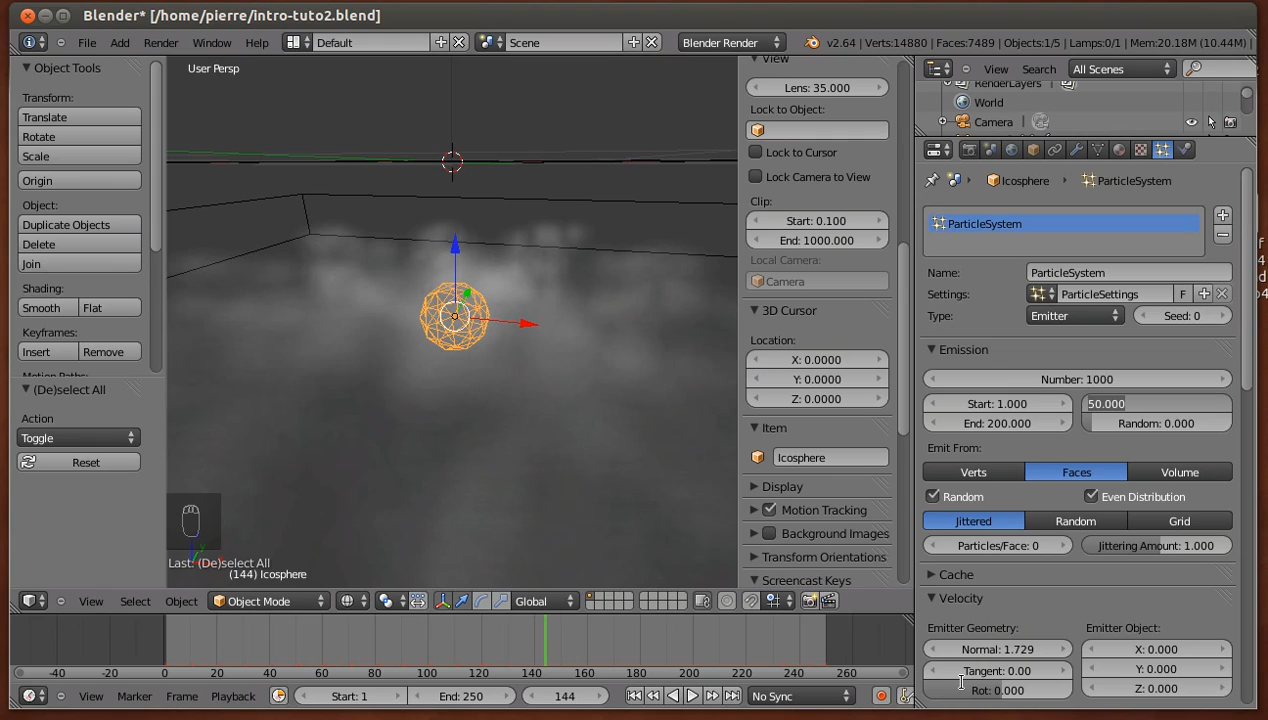 Blender* [/home/pierre/intro-tuto2.blend]
File Add Render Window Help Default Scene Blender Render v2.64 | Verts:14880 | Faces:7489 | Objects:1/5 | Lamps:0/1 | Mem:20.18M (10.44M) |
Object Tools
Transform:
Translate
Rotate
Scale
Origin
Object:
Duplicate Objects
Delete
Join
Shading:
Smooth Flat
Keyframes:
Insert Remove
(De)select All
Action
Toggle
Reset
User Persp
Last: (De)select All
(144) Icosphere
View
Lens: 35.000
Lock to Object:
Lock to Cursor
Lock Camera to View
Clip:
Start: 0.100
End: 1000.000
Local Camera:
Camera
3D Cursor
Location:
X: 0.0000
Y: 0.0000
Z: 0.0000
Item
Icosphere
Display
Motion Tracking
Background Images
Transform Orientations
Screencast Keys
View Select Object Object Mode Global
-40 -20 0 20 40 60 80 100 120 140 160 180 200 220 240 260
View Marker Frame Playback Start: 1 End: 250 144 No Sync
View Search All Scenes
RenderLayers
World
Camera
Icosphere ParticleSystem
ParticleSystem
Name: ParticleSystem
Settings: ParticleSettings F
Type: Emitter Seed: 0
Emission
Number: 1000
Start: 1.000 50.000
End: 200.000 Random: 0.000
Emit From:
Verts Faces Volume
Random Even Distribution
Jittered Random Grid
Particles/Face: 0 Jittering Amount: 1.000
Cache
Velocity
Emitter Geometry: Emitter Object:
Normal: 1.729 X: 0.000
Tangent: 0.00 Y: 0.000
Rot: 0.000 Z: 0.000